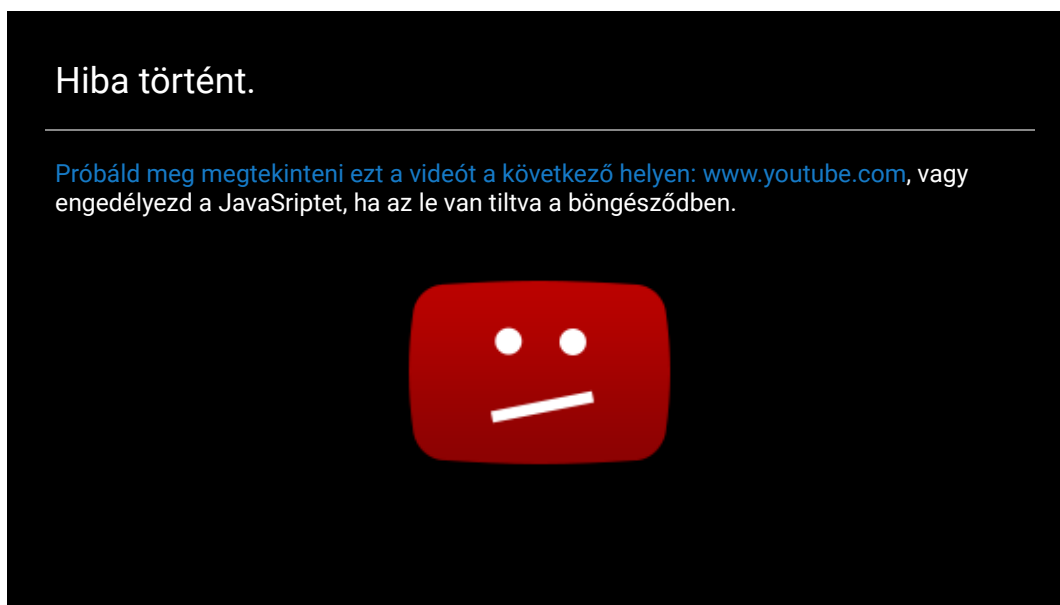 Hiba történt.
Próbáld meg megtekinteni ezt a videót a következő helyen: www.youtube.com, vagy
engedélyezd a JavaSriptet, ha az le van tiltva a böngésződben.